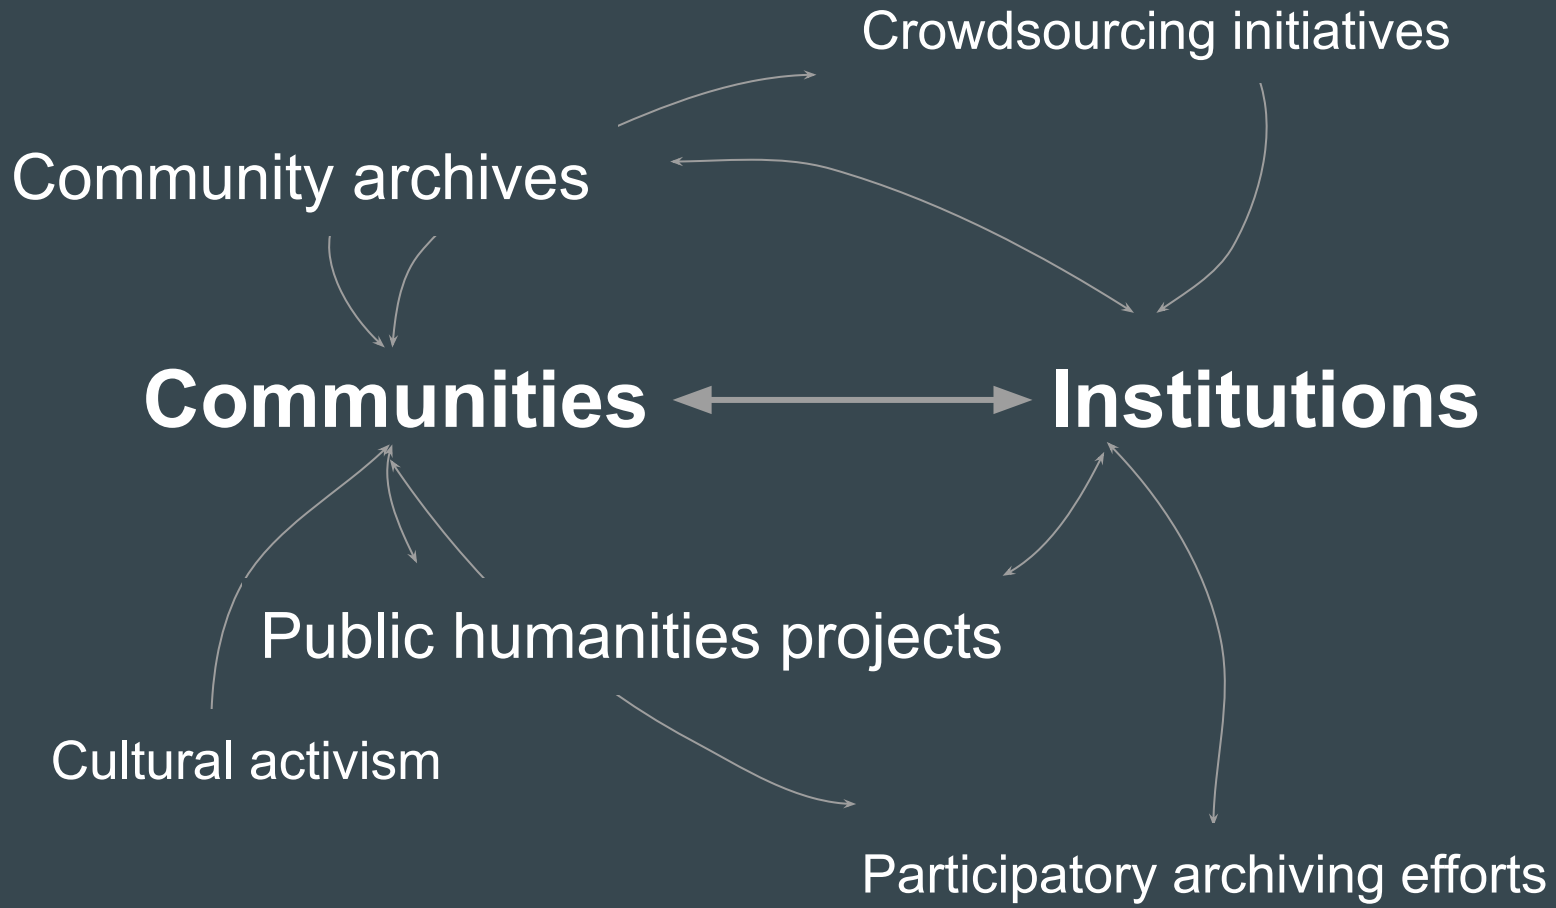 Crowdsourcing initiatives
Community archives
Communities
Institutions
Public humanities projects
Cultural activism
Participatory archiving efforts